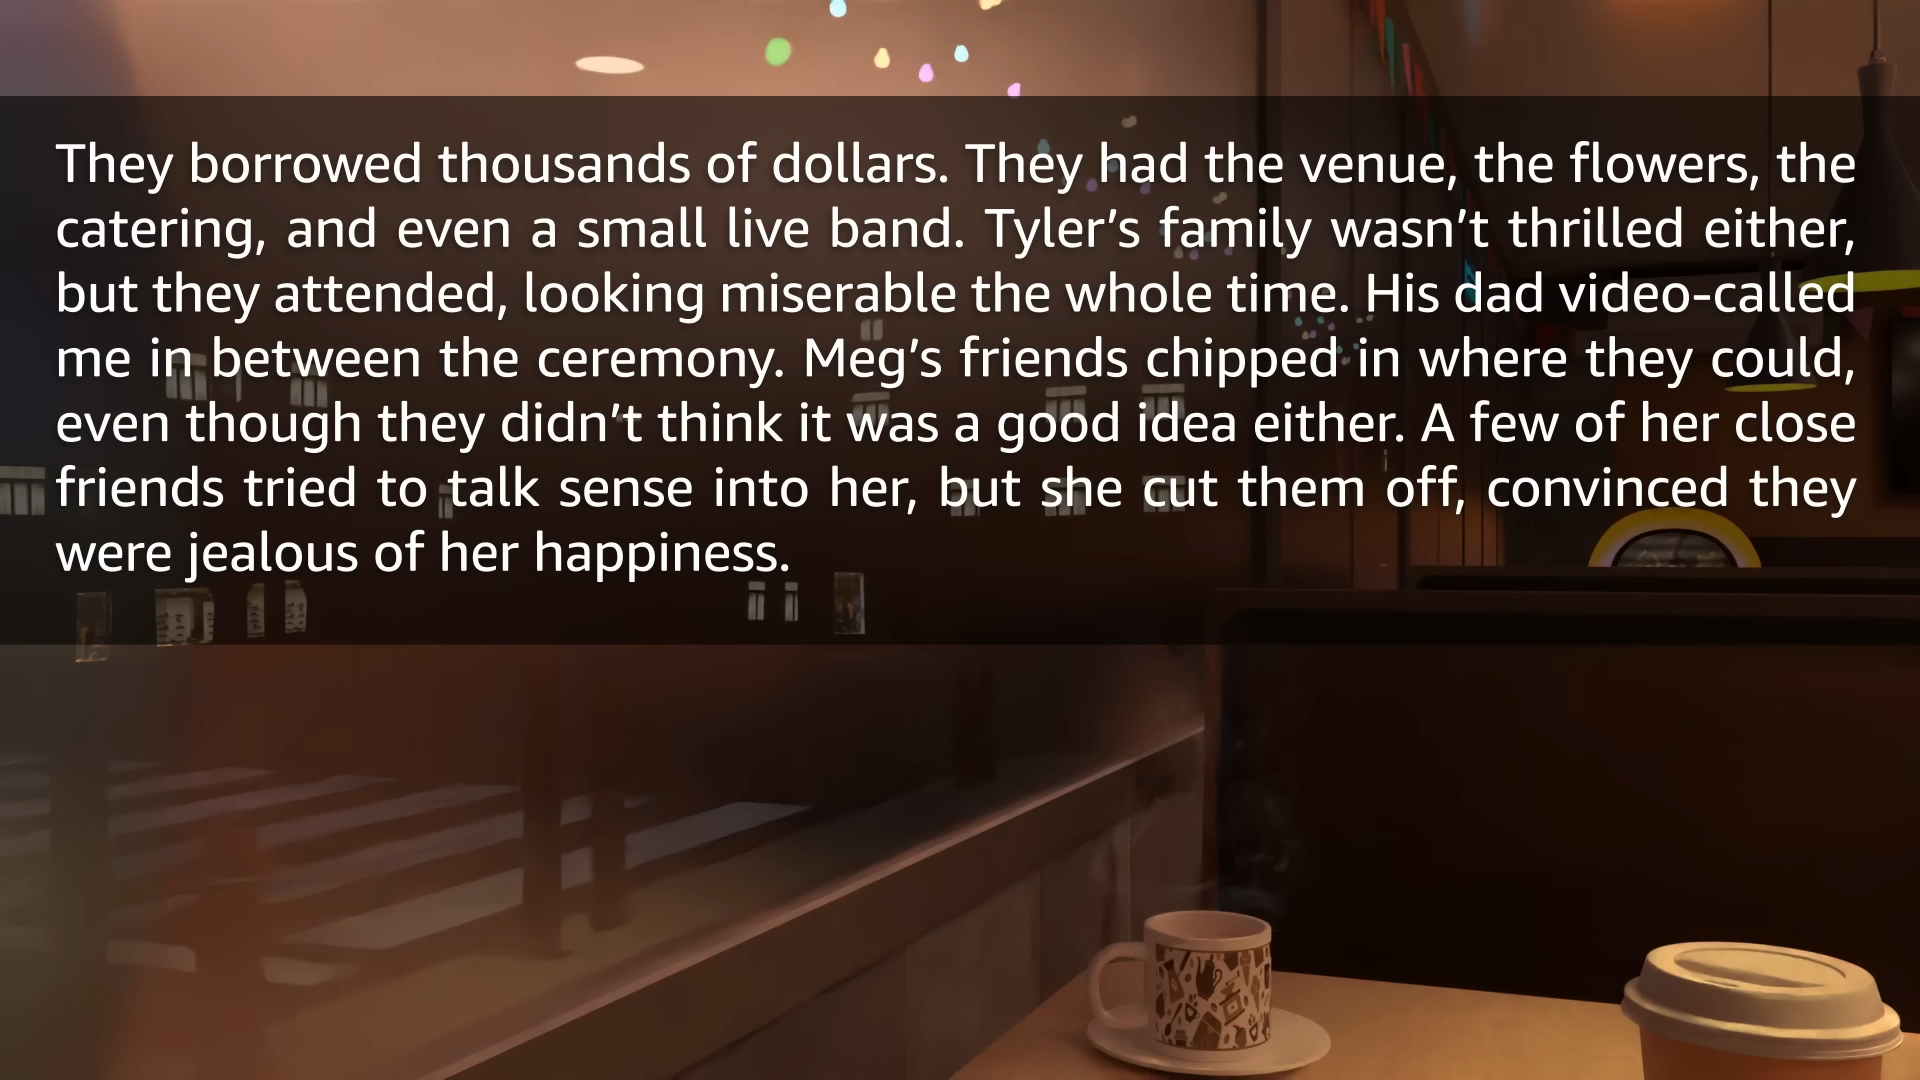 They borrowed thousands of dollars. They had the venue, the flowers, the
catering, and even a small live band. Tyler’s family wasn’t thrilled either,
but they attended, looking miserable the whole time. His dad video-called
me in between the ceremony. Meg’s friends chipped in where they could,
even though they didn’t think it was a good idea either. A few of her close
friends tried to talk sense into her, but she cut them off, convinced they
were jealous of her happiness.